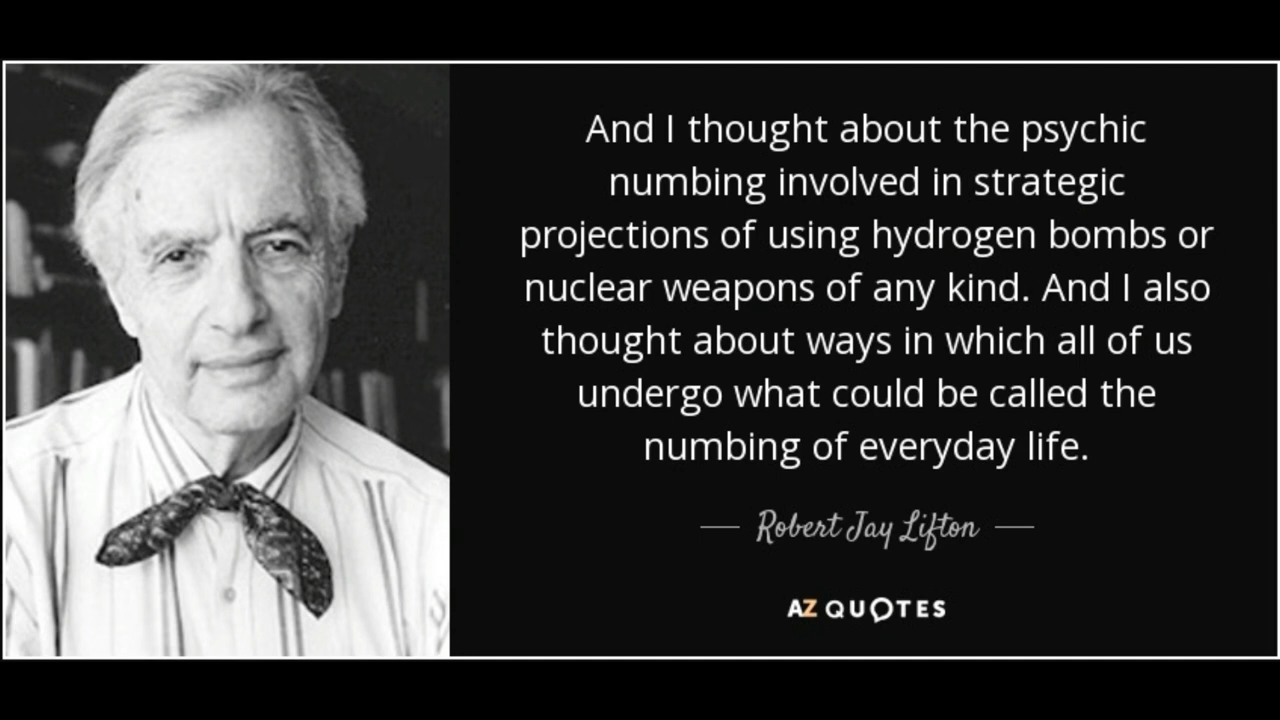 And I thought about the psychic
numbing involved in strategic
projections of using hydrogen bombs or
nuclear weapons of any kind. And I also
thought about ways in which all of us
undergo what could be called the
numbing of everyday life.
Robert Jay Lifton
AZ QUOTES